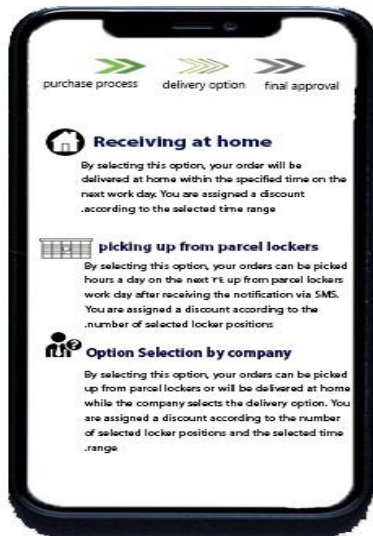 purchase process delivery option final approval
Receiving at home
By selecting this option, your order will be
delivered at home within the specified time on the
next work day. You are assigned a discount
.according to the selected time range
picking up from parcel lockers
By selecting this option, your orders can be picked
hours a day on the next ٢٤ up from parcel lockers
work day after receiving the notification via SMS.
You are assigned a discount according to the
.number of selected locker positions
Option Selection by company
By selecting this option, your orders can be picked
up from parcel lockers or will be delivered at home
while the company selects the delivery option. You
are assigned a discount according to the number
of selected locker positions and the selected time
.range